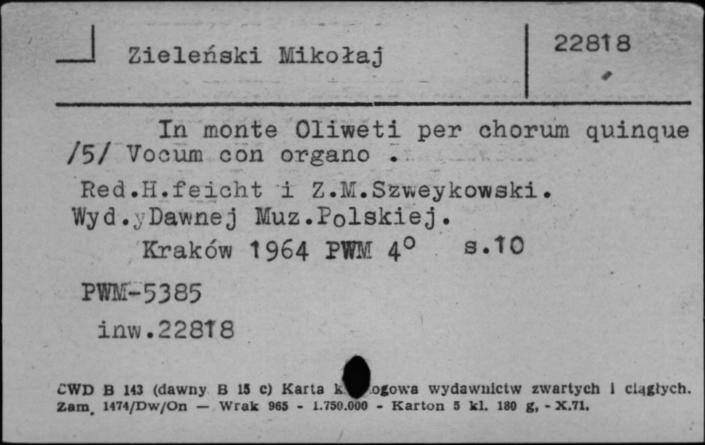 Zieleński Mikołaj
22818
In monte Oliweti per chorum quinque
/5/ Vocum con organo .
Red.H.feicht i Z.M.Szweykowski.
Wyd.yDawnej Muz.Polskiej.
Kraków 1964 PWM 4° s.10
PWM-5385
inw.22818
CWD B 143 (dawny B 15 c) Karta wydawnictw zwartych i ciągłych.
Zam. 1474/Dw/On — Wrak 965 - 1.750.000 - Karton 5 kl. 180 g, - X.71.